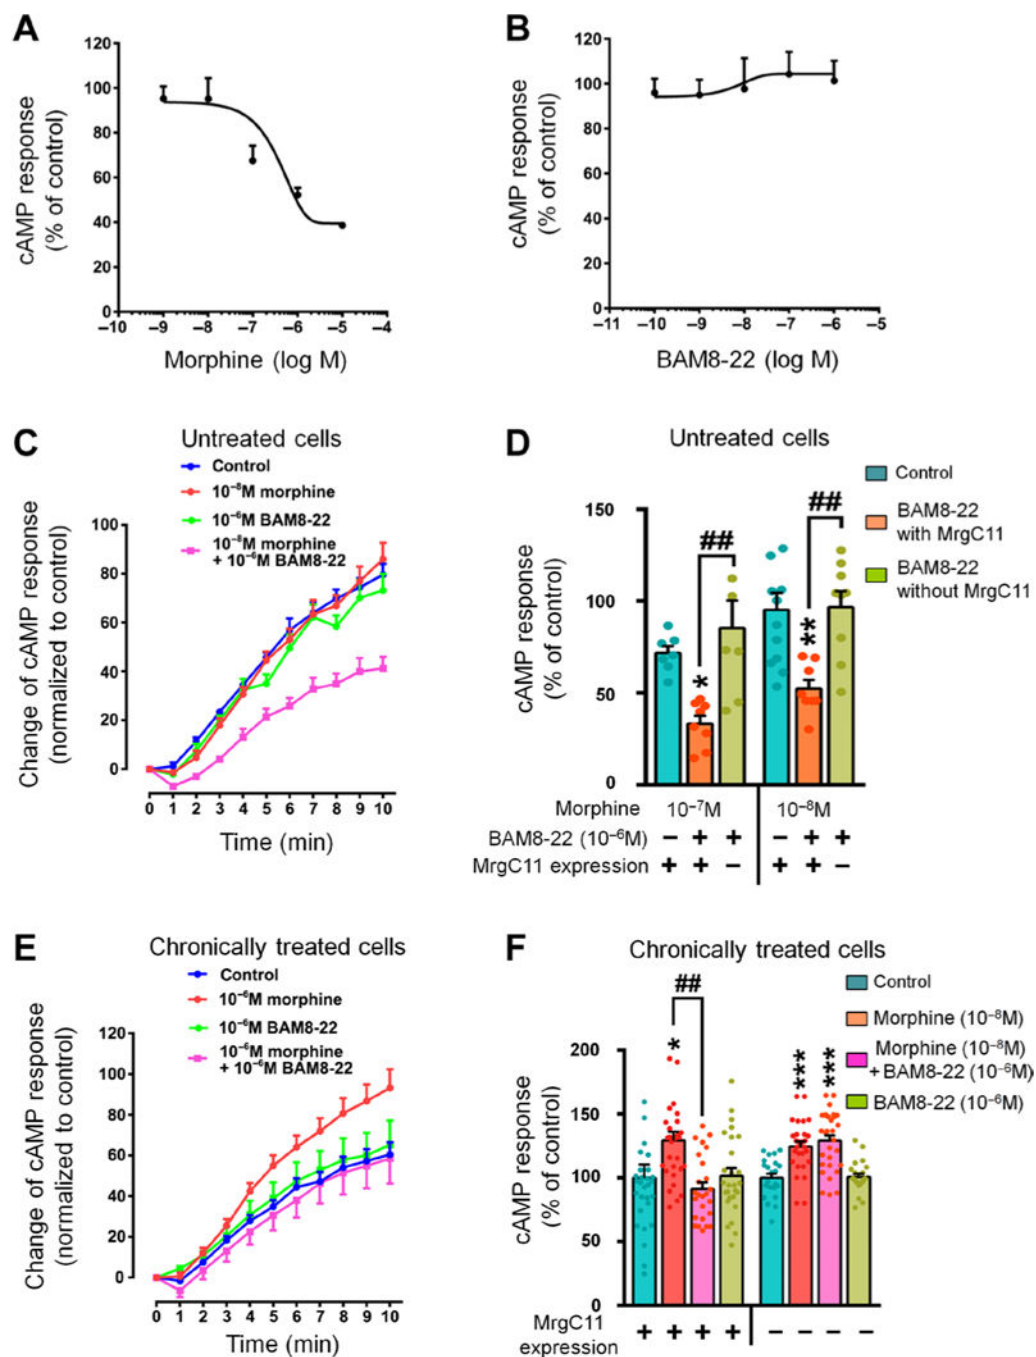 A
120
100
80
60
40
20
0
cAMP response
(% of control)
–10 –9 –8 –7 –6 –5 –4
Morphine (log M)
B
120
100
80
60
40
20
0
cAMP response
(% of control)
–11 –10 –9 –8 –7 –6 –5
BAM8-22 (log M)
C
Untreated cells
Control
10⁻⁸M morphine
10⁻⁶M BAM8-22
10⁻⁸M morphine
+ 10⁻⁶M BAM8-22
100
80
60
40
20
0
Change of cAMP response
(normalized to control)
0 1 2 3 4 5 6 7 8 9 10
Time (min)
D
Untreated cells
Control
BAM8-22
with MrgC11
BAM8-22
without MrgC11
150
100
50
0
cAMP response
(% of control)
##
##
*
**
Morphine 10⁻⁷M 10⁻⁸M
BAM8-22 (10⁻⁶M) – + + – + +
MrgC11 expression + + – + + –
E
Chronically treated cells
Control
10⁻⁶M morphine
10⁻⁶M BAM8-22
10⁻⁶M morphine
+ 10⁻⁶M BAM8-22
120
100
80
60
40
20
0
Change of cAMP response
(normalized to control)
0 1 2 3 4 5 6 7 8 9 10
Time (min)
F
Chronically treated cells
Control
Morphine (10⁻⁸M)
Morphine (10⁻⁸M)
+ BAM8-22 (10⁻⁶M)
BAM8-22 (10⁻⁶M)
200
150
100
50
0
cAMP response
(% of control)
##
*
***
***
MrgC11
expression + + + + – – – –